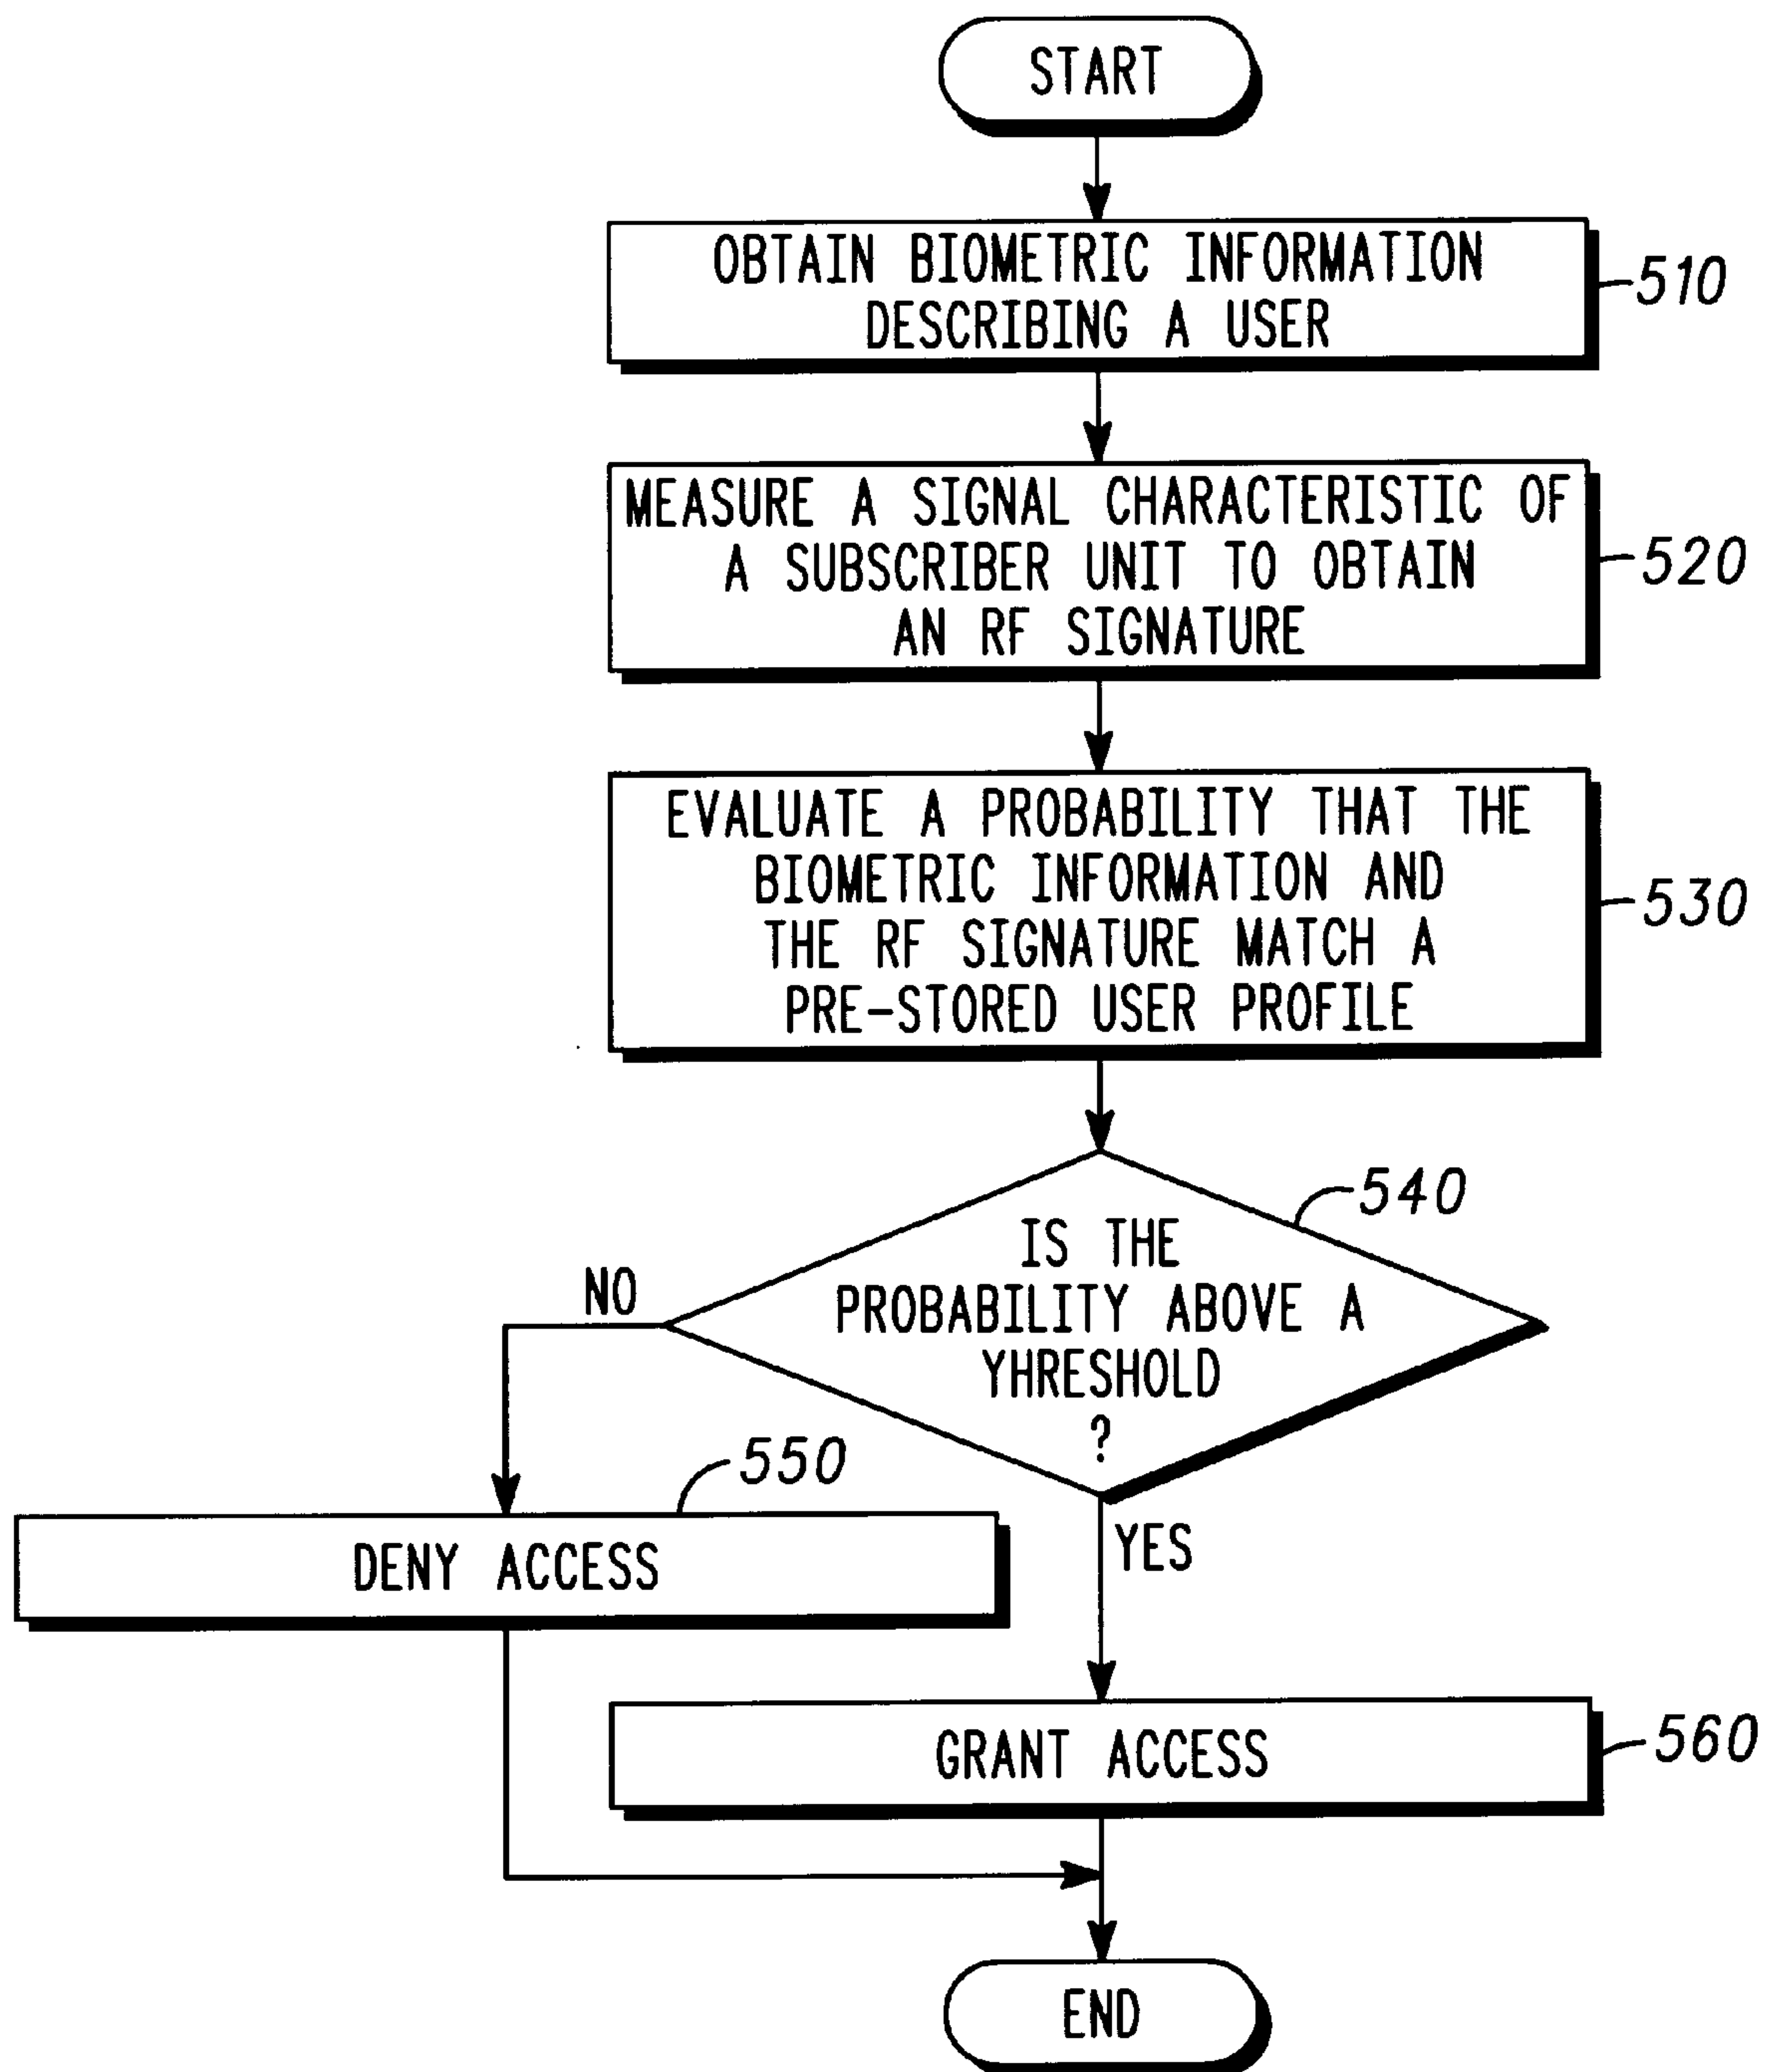 START
OBTAIN BIOMETRIC INFORMATION
DESCRIBING A USER
510
MEASURE A SIGNAL CHARACTERISTIC OF
A SUBSCRIBER UNIT TO OBTAIN
AN RF SIGNATURE
520
EVALUATE A PROBABILITY THAT THE
BIOMETRIC INFORMATION AND
THE RF SIGNATURE MATCH A
PRE-STORED USER PROFILE
530
540
IS THE
PROBABILITY ABOVE A
YHRESHOLD
?
NO
550
DENY ACCESS
YES
GRANT ACCESS
560
END